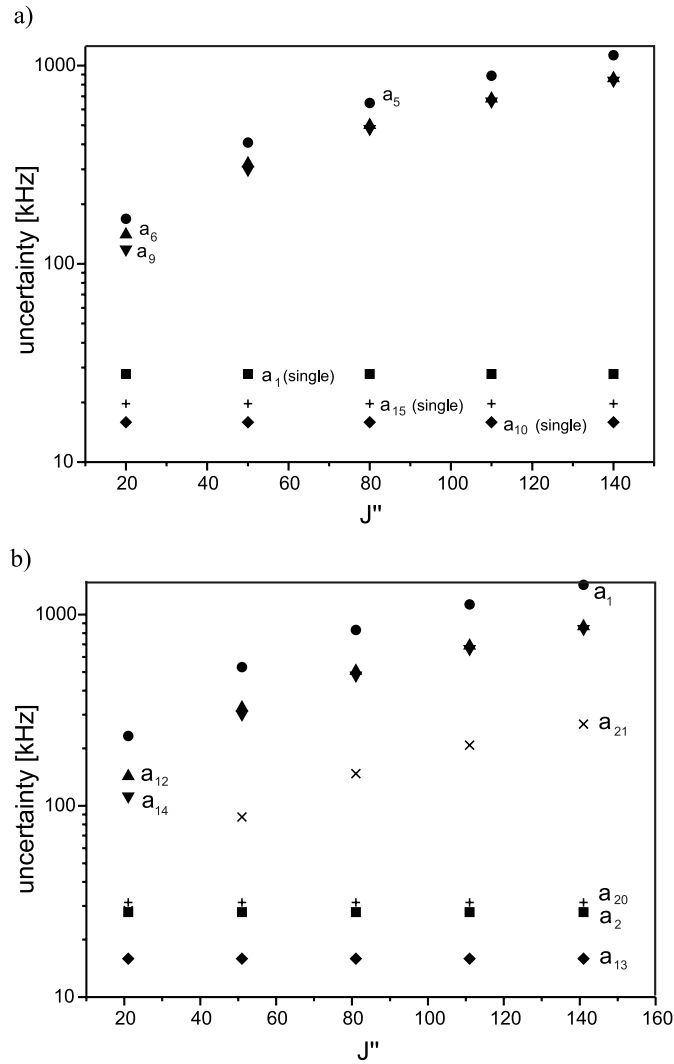 a)
1000
a5
a6
100
a9
a1 (single)
a15 (single)
a10 (single)
10
20 40 60 80 100 120 140
uncertainty [kHz]
J"
b)
1000
a1
a21
a12
100
a14
a20
a2
a13
10
20 40 60 80 100 120 140 160
uncertainty [kHz]
J"